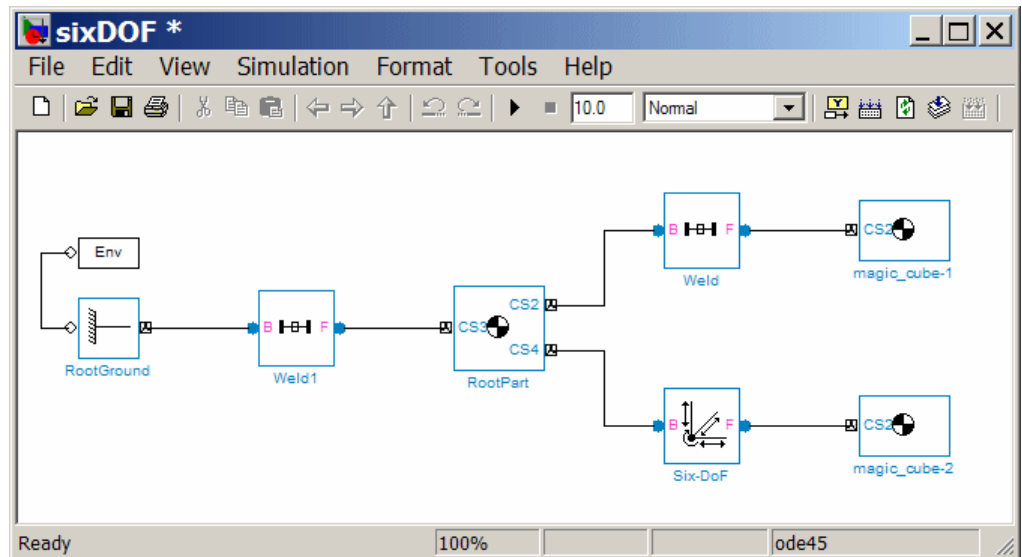 sixDOF *
File Edit View Simulation Format Tools Help
10.0 Normal
Env
RootGround
B F
Weld1
CS3 CS2
CS4
RootPart
B F
Weld
CS2
magic_cube-1
B F
Six-DoF
CS2
magic_cube-2
Ready 100% ode45